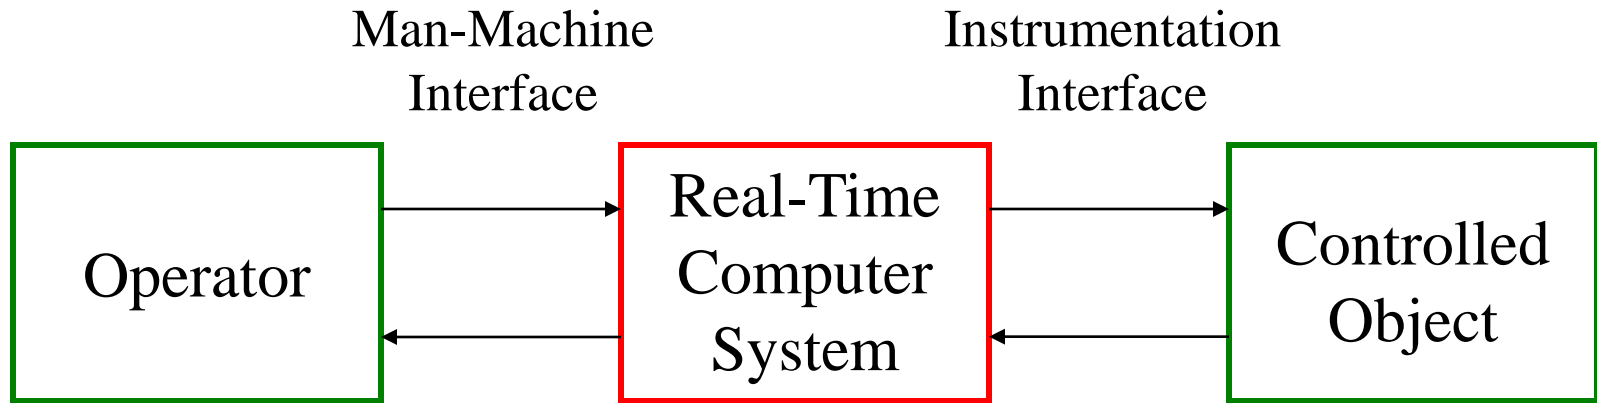 Man-Machine
Interface
Instrumentation
Interface
Operator
Real-Time
Computer
System
Controlled
Object